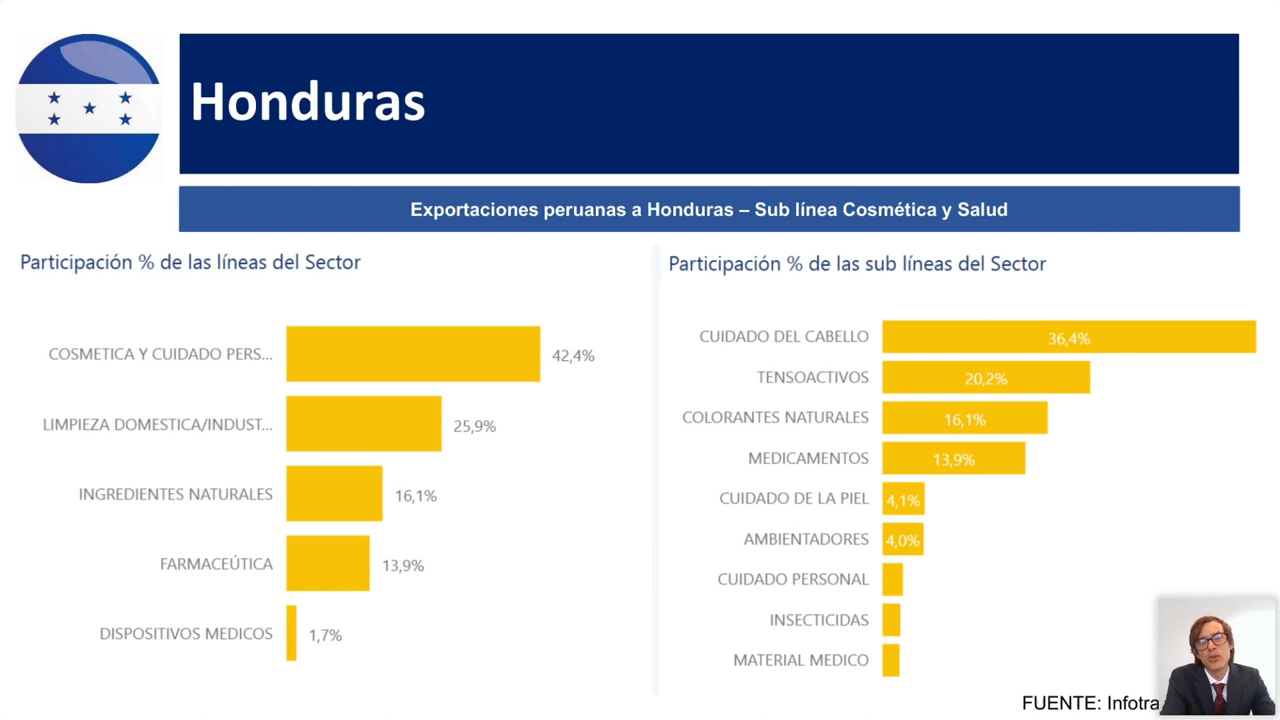 Honduras
Exportaciones peruanas a Honduras – Sub línea Cosmética y Salud
Participación % de las líneas del Sector
COSMETICA Y CUIDADO PERS... 42,4%
LIMPIEZA DOMESTICA/INDUST... 25,9%
INGREDIENTES NATURALES 16,1%
FARMACEÚTICA 13,9%
DISPOSITIVOS MEDICOS 1,7%
Participación % de las sub líneas del Sector
CUIDADO DEL CABELLO 36,4%
TENSOACTIVOS 20,2%
COLORANTES NATURALES 16,1%
MEDICAMENTOS 13,9%
CUIDADO DE LA PIEL 4,1%
AMBIENTADORES 4,0%
CUIDADO PERSONAL
INSECTICIDAS
MATERIAL MEDICO
FUENTE: Infotra